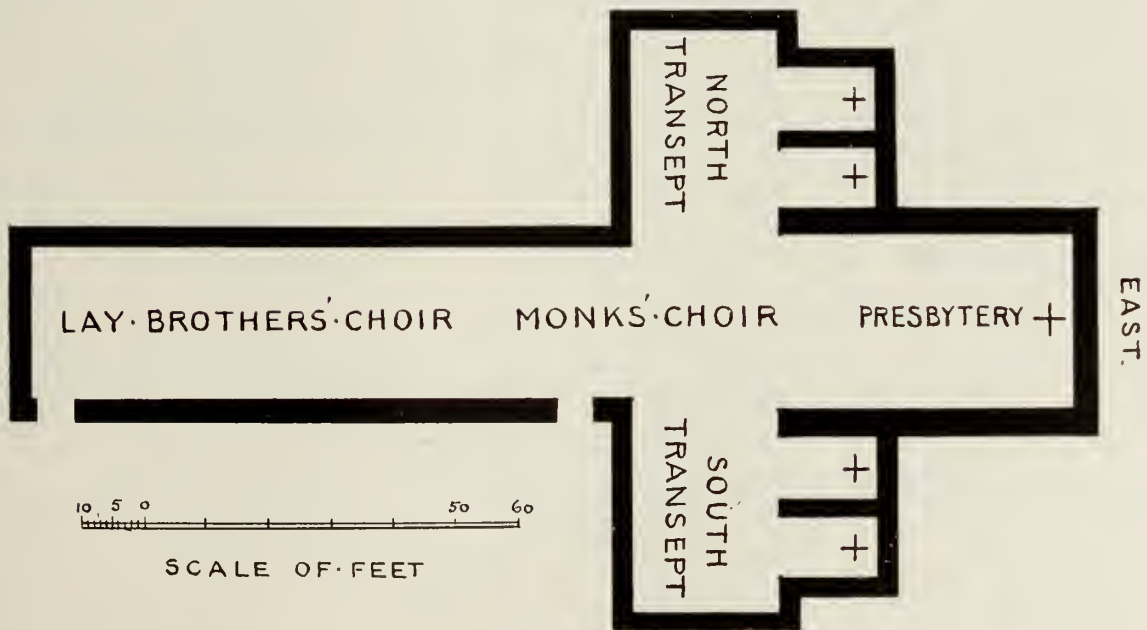 NORTH
TRANSEPT
LAY·BROTHERS'·CHOIR
MONKS'·CHOIR
PRESBYTERY
EAST.
SOUTH
TRANSEPT
10 5 0 50 60
SCALE OF·FEET